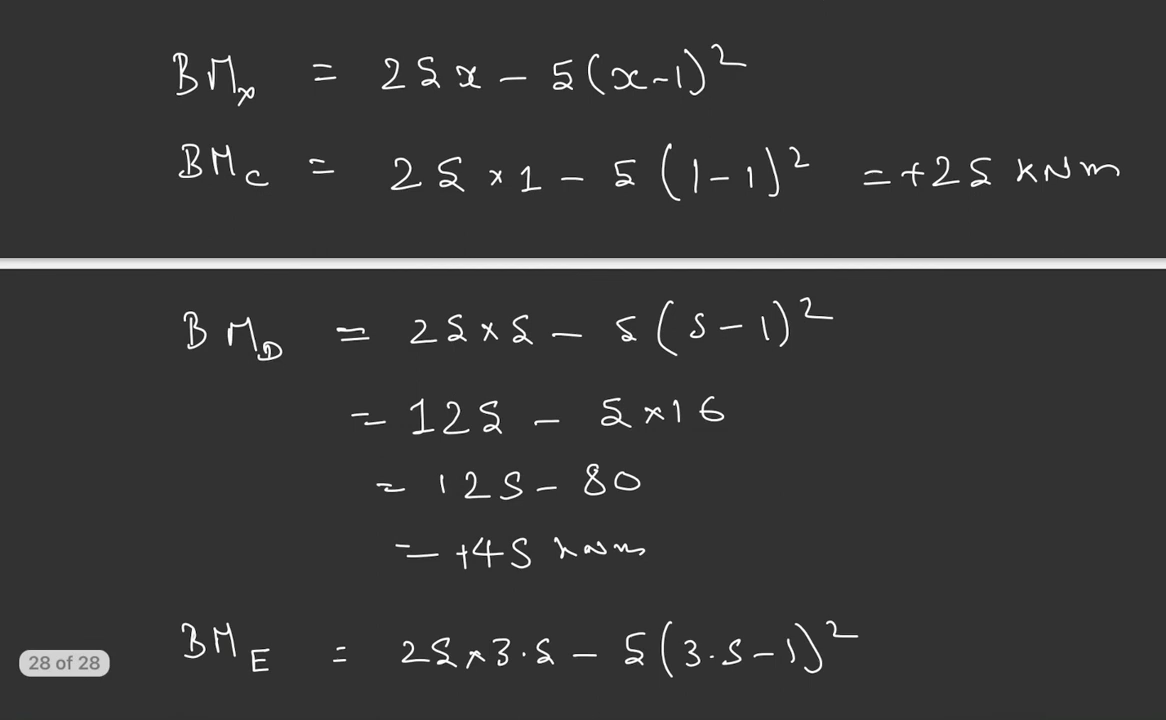 BMx = 25x - 5(x-1)²
BMC = 25 × 1 - 5(1-1)² = +25 kNm
BMD = 25×5 - 5(5-1)²
= 125 - 5×16
= 125 - 80
= +45 kNm
BME = 25×3.5 - 5(3.5-1)²
28 of 28